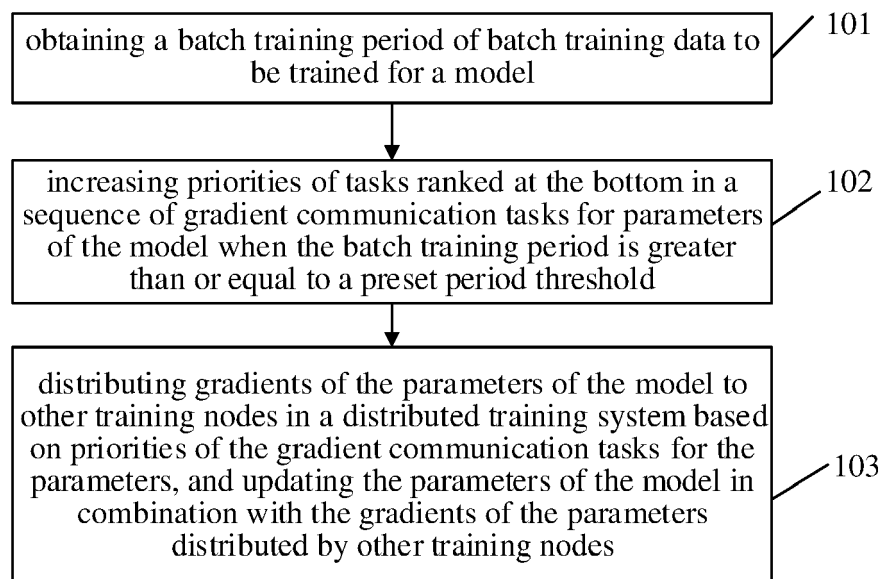 obtaining a batch training period of batch training data to
be trained for a model
101
increasing priorities of tasks ranked at the bottom in a
sequence of gradient communication tasks for parameters
of the model when the batch training period is greater
than or equal to a preset period threshold
102
distributing gradients of the parameters of the model to
other training nodes in a distributed training system based
on priorities of the gradient communication tasks for the
parameters, and updating the parameters of the model in
combination with the gradients of the parameters
distributed by other training nodes
103